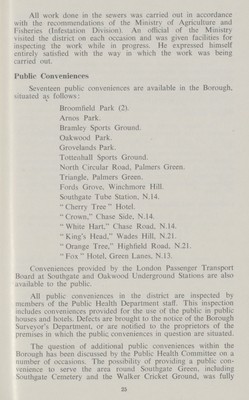 All work done in the sewers was carried out in accordance
with the recommendations of the Ministry of Agriculture and
Fisheries (Infestation Division). An official of the Ministry
visited the district on each occasion and was given facilities for
inspecting the work while in progress. He expressed himself
entirely satisfied with the way in which the work was being
carried out.
Public Conveniences
Seventeen public conveniences are available in the Borough,
situated as follows:
Broomfield Park (2).
Arnos Park.
Bramley Sports Ground.
Oakwood Park.
Grovelands Park.
Tottenhall Sports Ground.
North Circular Road, Palmers Green.
Triangle, Palmers Green.
Fords Grove, Winchmore Hill.
Southgate Tube Station, N.14.
" Cherry Tree " Hotel.
" Crown," Chase Side, N.14.
" White Hart," Chase Road, N.14.
" King's Head," Wades Hill, N.21.
" Orange Tree," Highfield Road, N.21.
" Fox " Hotel, Green Lanes, N.13.
Conveniences provided by the London Passenger Transport
Board at Southgate and Oakwood Underground Stations are also
available to the public.
All public conveniences in the district are inspected by
members of the Public Health Department staff. This inspection
includes conveniences provided for the use of the public in public
houses and hotels. Defects are brought to the notice of the Borough
Surveyor's Department, or are notified to the proprietors of the
premises in which the public conveniences in question are situated.
The question of additional public conveniences within the
Borough has been discussed by the Public Health Committee on a
number of occasions. The possibility of providing a public con-
venience to serve the area round Southgate Green, including
Southgate Cemetery and the Walker Cricket Ground, was fully